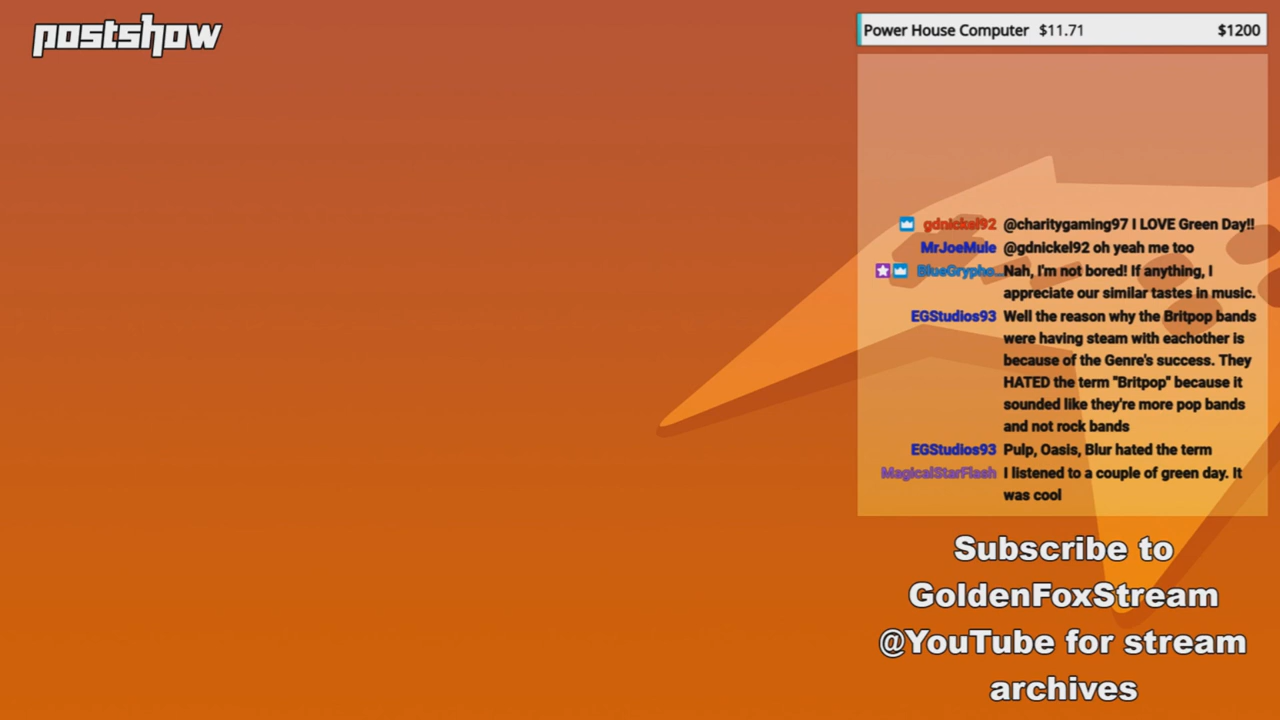 postshow
Power House Computer $11.71 $1200
gdnickel92 @charitygaming97 I LOVE Green Day!!
MrJoeMule @gdnickel92 oh yeah me too
BlueGrypho... Nah, I'm not bored! If anything, I
appreciate our similar tastes in music.
EGStudios93 Well the reason why the Britpop bands
were having steam with eachother is
because of the Genre's success. They
HATED the term "Britpop" because it
sounded like they're more pop bands
and not rock bands
EGStudios93 Pulp, Oasis, Blur hated the term
MagicalStarFlash I listened to a couple of green day. It
was cool
Subscribe to
GoldenFoxStream
@YouTube for stream
archives